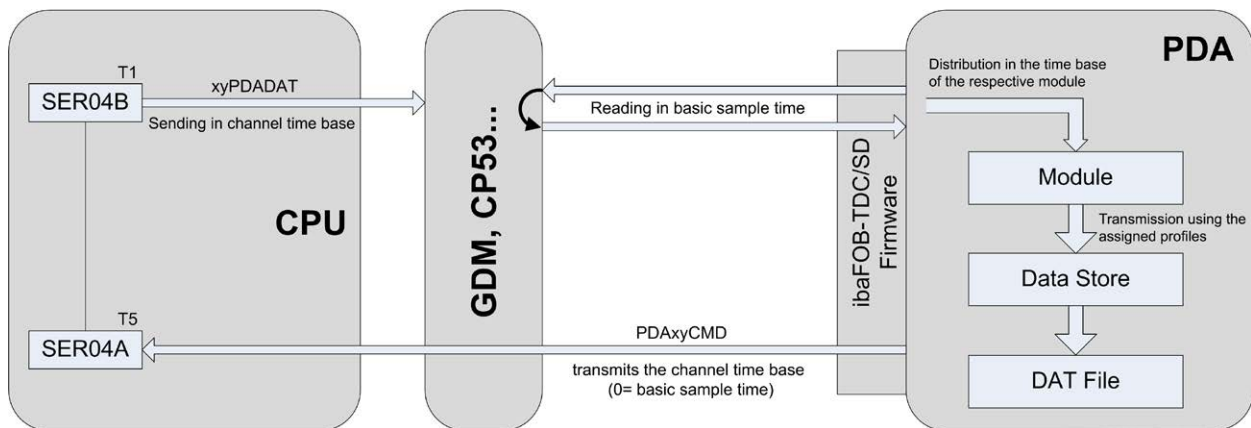 T1
SER04B
xyPDADAT
Sending in channel time base
CPU
T5
SER04A
GDM, CP53...
Reading in basic sample time
PDAxyCMD
transmits the channel time base
(0= basic sample time)
ibaFOB-TDC/SD
Firmware
PDA
Distribution in the time base
of the respective module
Module
Transmission using the
assigned profiles
Data Store
DAT File